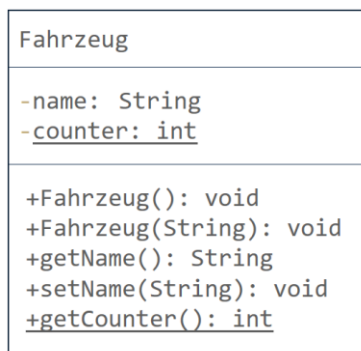 Fahrzeug
-name: String
-counter: int
+Fahrzeug(): void
+Fahrzeug(String): void
+getName(): String
+setName(String): void
+getCounter(): int